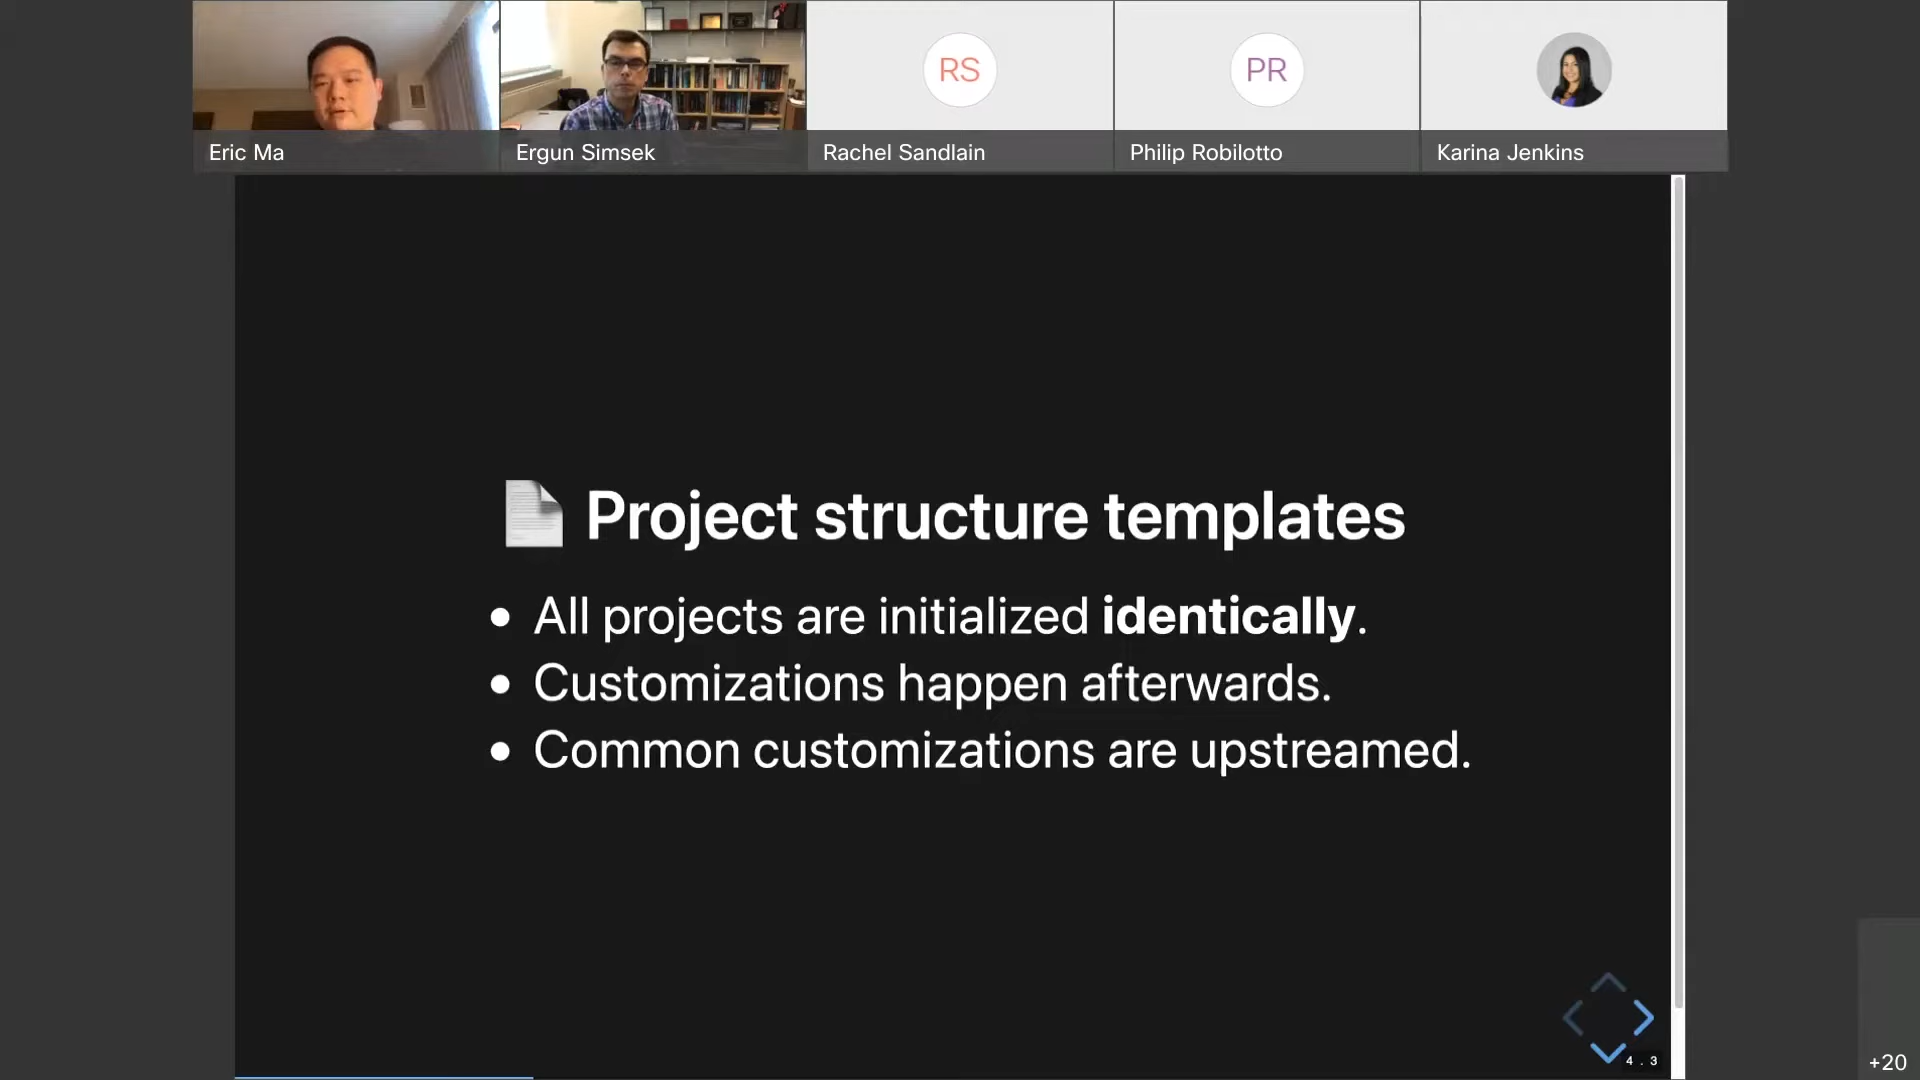 RS
PR
Eric Ma
Ergun Simsek
Rachel Sandlain
Philip Robilotto
Karina Jenkins
Project structure templates
• All projects are initialized identically.
• Customizations happen afterwards.
• Common customizations are upstreamed.
4 . 3
+20